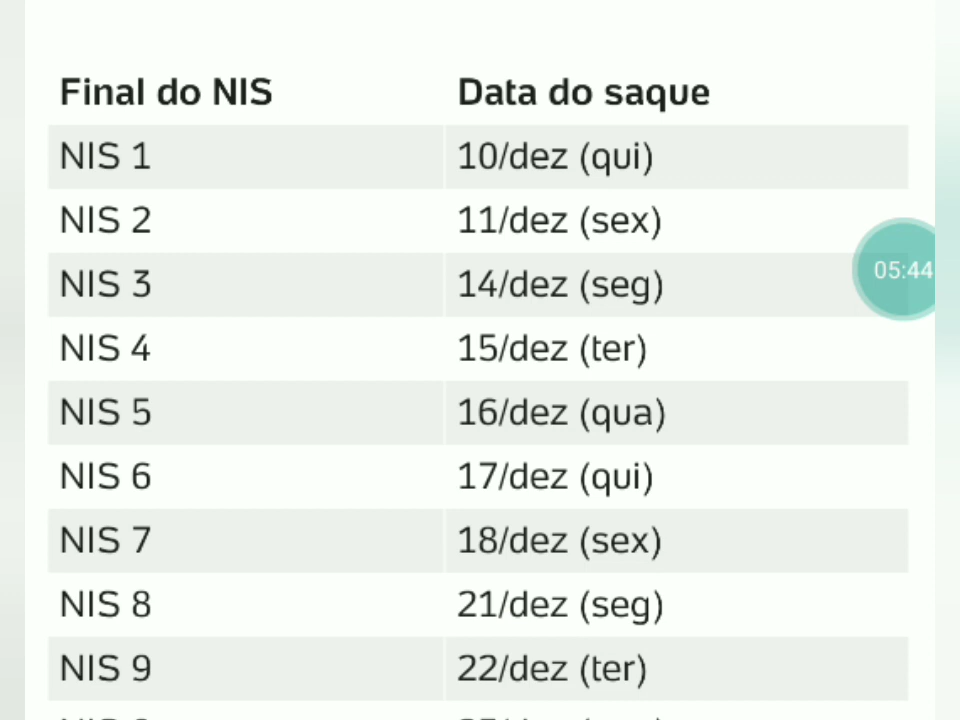 Final do NIS Data do saque
NIS 1 10/dez (qui)
NIS 2 11/dez (sex)
NIS 3 14/dez (seg)
05:44
NIS 4 15/dez (ter)
NIS 5 16/dez (qua)
NIS 6 17/dez (qui)
NIS 7 18/dez (sex)
NIS 8 21/dez (seg)
NIS 9 22/dez (ter)